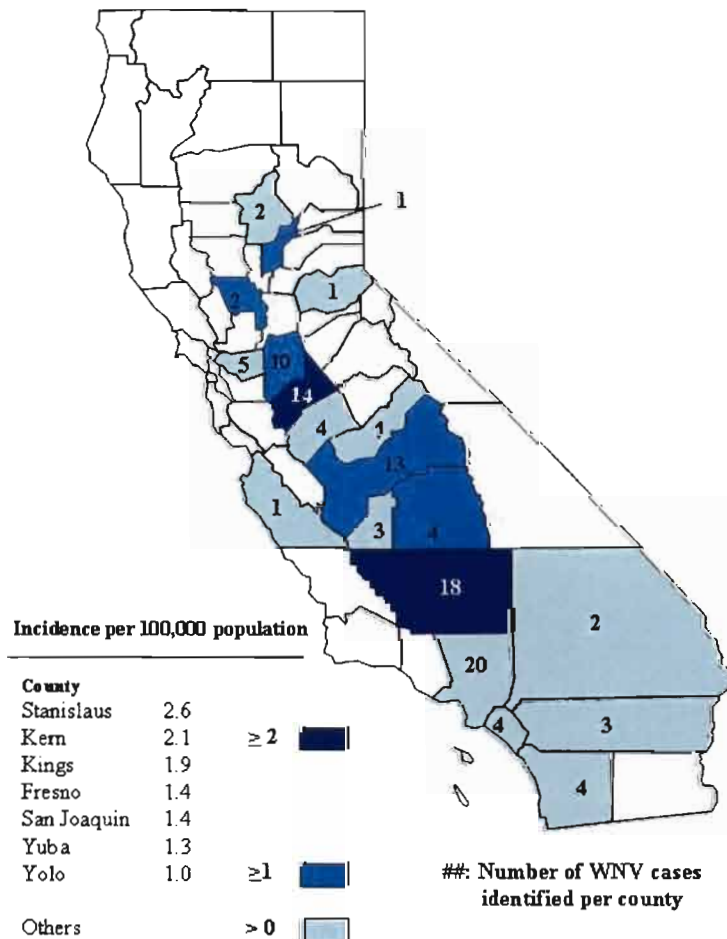 2
1
2
1
5
10
14
4
1
13
1
3
4
18
2
20
4
3
4
Incidence per 100,000 population
County
Stanislaus 2.6
Kern 2.1 ≥ 2
Kings 1.9
Fresno 1.4
San Joaquin 1.4
Yuba 1.3
Yolo 1.0 ≥1
Others > 0
##: Number of WNV cases
identified per county